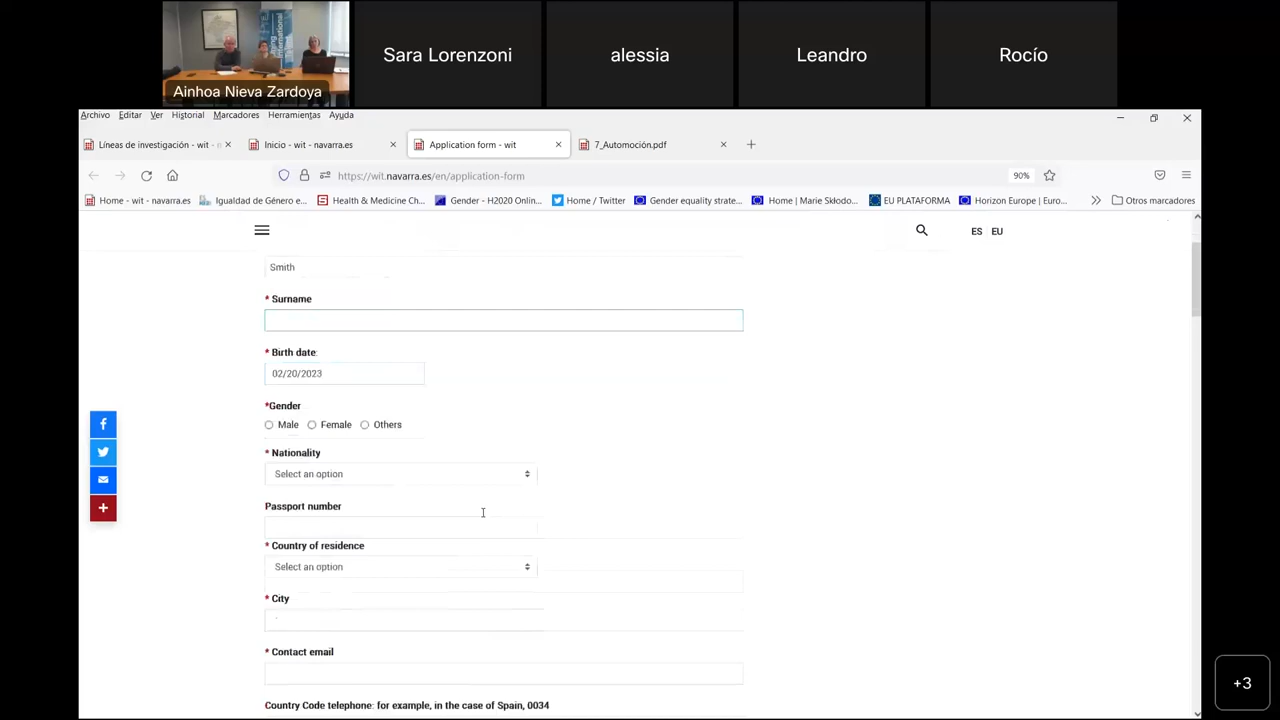 Ainhoa Nieva Zardoya
Sara Lorenzoni
alessia
Leandro
Rocío
Archivo Editar Ver Historial Marcadores Herramientas Ayuda
Líneas de investigación - wit - n
Inicio - wit - navarra.es
Application form - wit
7_Automoción.pdf
https://wit.navarra.es/en/application-form
90%
Home - wit - navarra.es
Igualdad de Género e...
Health & Medicine Ch...
Gender - H2020 Onlin...
Home / Twitter
Gender equality strate...
Home | Marie Skłodo...
EU PLATAFORMA
Horizon Europe | Euro...
Otros marcadores
ES EU
Smith
* Surname
* Birth date:
02/20/2023
*Gender
Male Female Others
* Nationality
Select an option
Passport number
* Country of residence
Select an option
* City
* Contact email
Country Code telephone: for example, in the case of Spain, 0034
+3